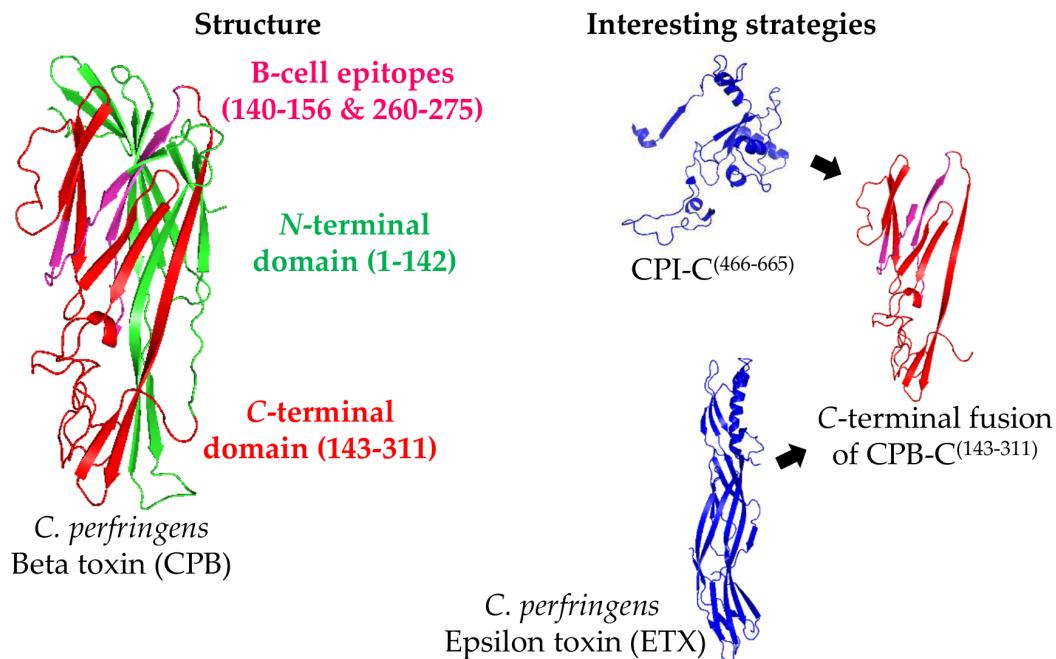 Structure
B-cell epitopes
(140-156 & 260-275)
N-terminal
domain (1-142)
C-terminal
domain (143-311)
C. perfringens
Beta toxin (CPB)
Interesting strategies
CPI-C(466-665)
C-terminal fusion
of CPB-C(143-311)
C. perfringens
Epsilon toxin (ETX)